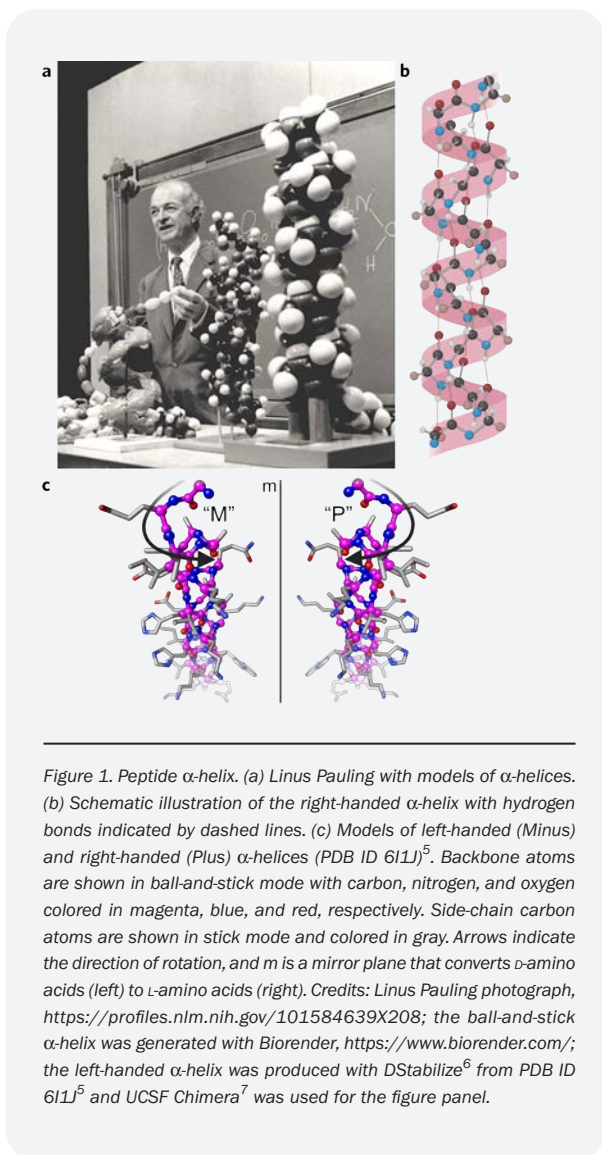 a
b
c
m
“M”
“P”
H
Figure 1. Peptide α-helix. (a) Linus Pauling with models of α-helices.
(b) Schematic illustration of the right-handed α-helix with hydrogen
bonds indicated by dashed lines. (c) Models of left-handed (Minus)
and right-handed (Plus) α-helices (PDB ID 6I1J)⁵. Backbone atoms
are shown in ball-and-stick mode with carbon, nitrogen, and oxygen
colored in magenta, blue, and red, respectively. Side-chain carbon
atoms are shown in stick mode and colored in gray. Arrows indicate
the direction of rotation, and m is a mirror plane that converts D-amino
acids (left) to L-amino acids (right). Credits: Linus Pauling photograph,
https://profiles.nlm.nih.gov/101584639X208; the ball-and-stick
α-helix was generated with Biorender, https://www.biorender.com/;
the left-handed α-helix was produced with DStabilize⁶ from PDB ID
6I1J⁵ and UCSF Chimera⁷ was used for the figure panel.